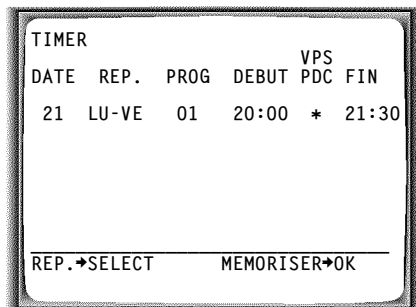 TIMER
VPS
DATE REP. PROG DEBUT PDC FIN
21 LU-VE 01 20:00 * 21:30
REP.➜SELECT MEMORISER➜OK